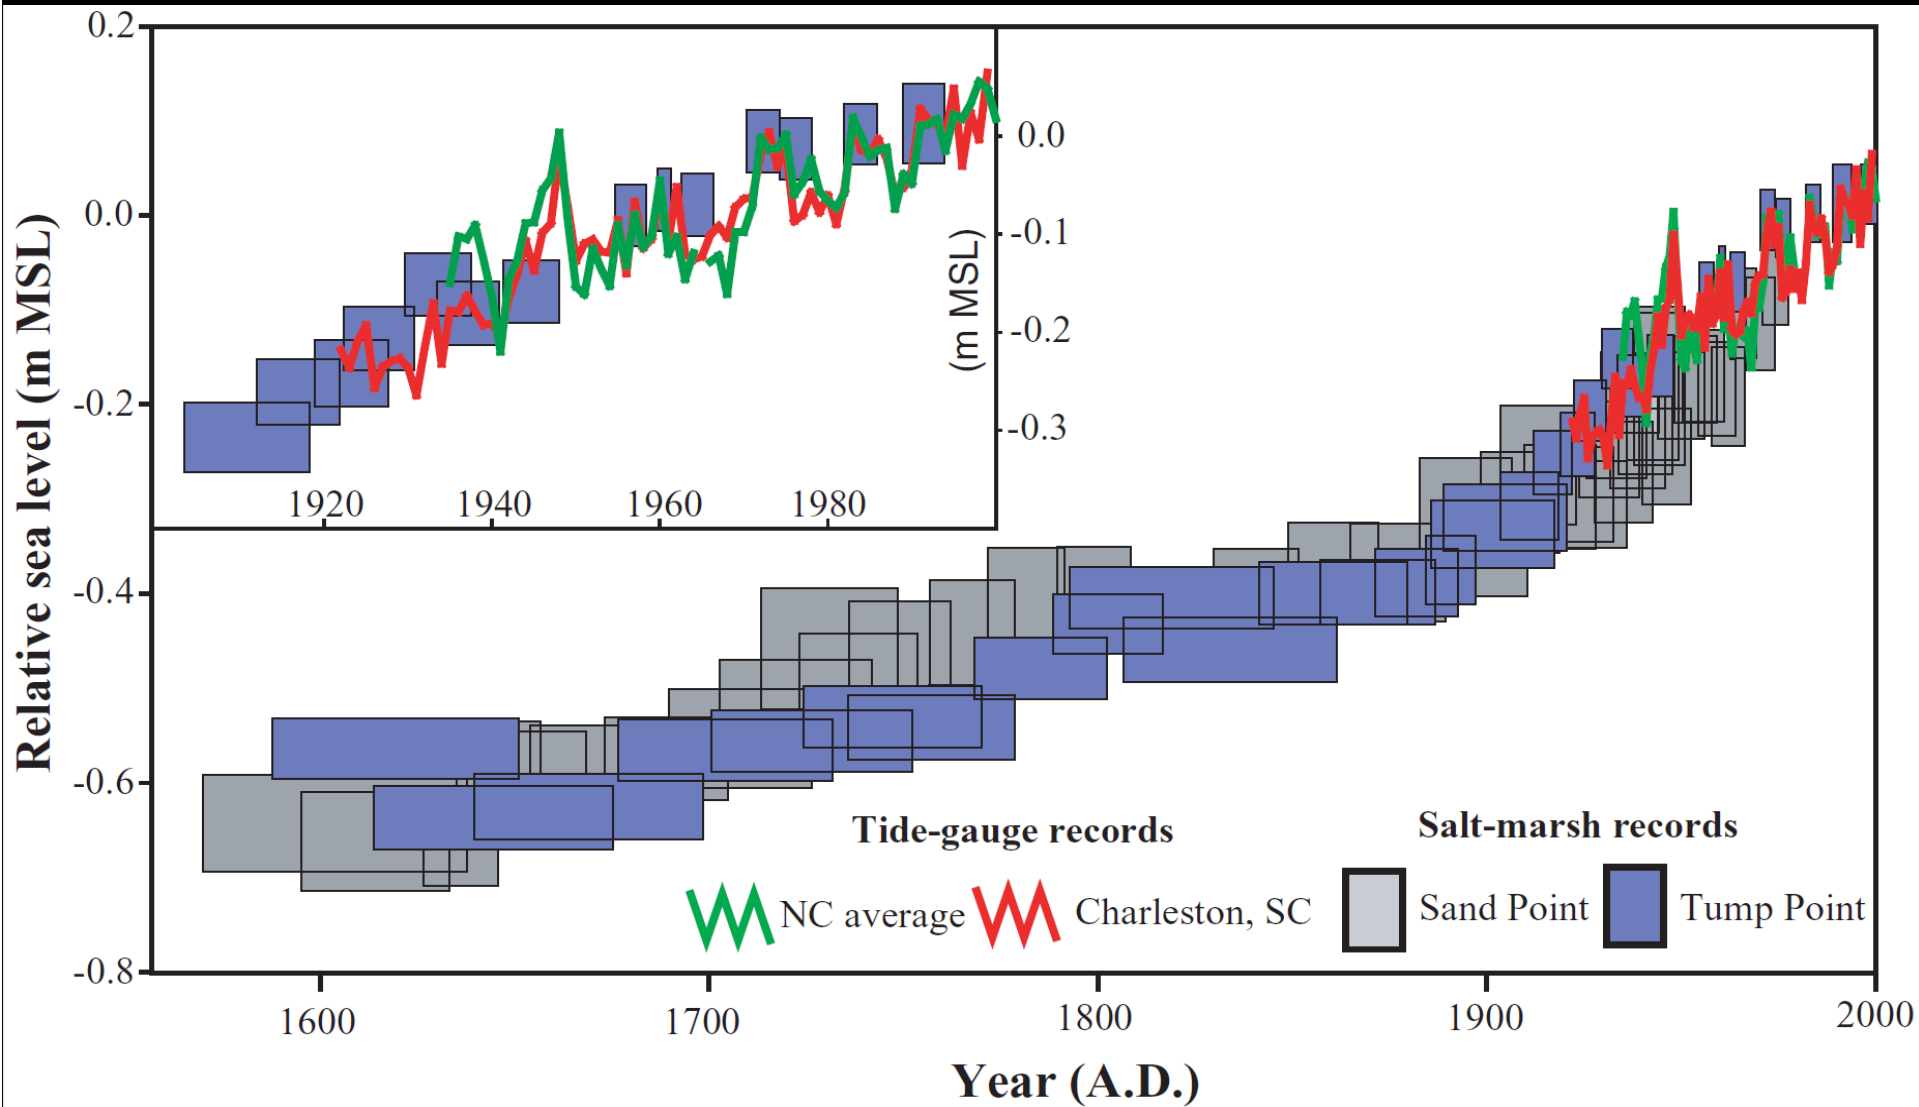 0.2
0.0
-0.2
-0.4
-0.6
-0.8
Relative sea level (m MSL)
1920 1940 1960 1980
0.0
-0.1
-0.2
-0.3
(m MSL)
Tide-gauge records
NC average Charleston, SC
Salt-marsh records
Sand Point Tump Point
1600 1700 1800 1900 2000
Year (A.D.)